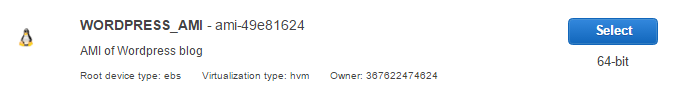 WORDPRESS_AMI - ami-49e81624
Select
AMI of Wordpress blog
64-bit
Root device type: ebs Virtualization type: hvm Owner: 367622474624